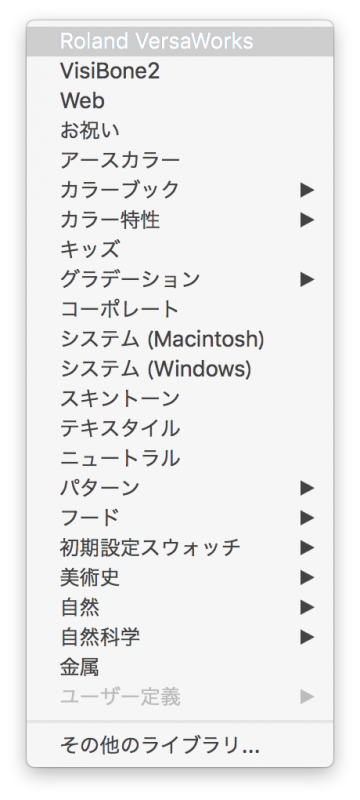 Roland VersaWorks
VisiBone2
Web
お祝い
アースカラー
カラーブック
カラー特性
キッズ
グラデーション
コーポレート
システム (Macintosh)
システム (Windows)
スキントーン
テキスタイル
ニュートラル
パターン
フード
初期設定スウォッチ
美術史
自然
自然科学
金属
ユーザー定義
その他のライブラリ...